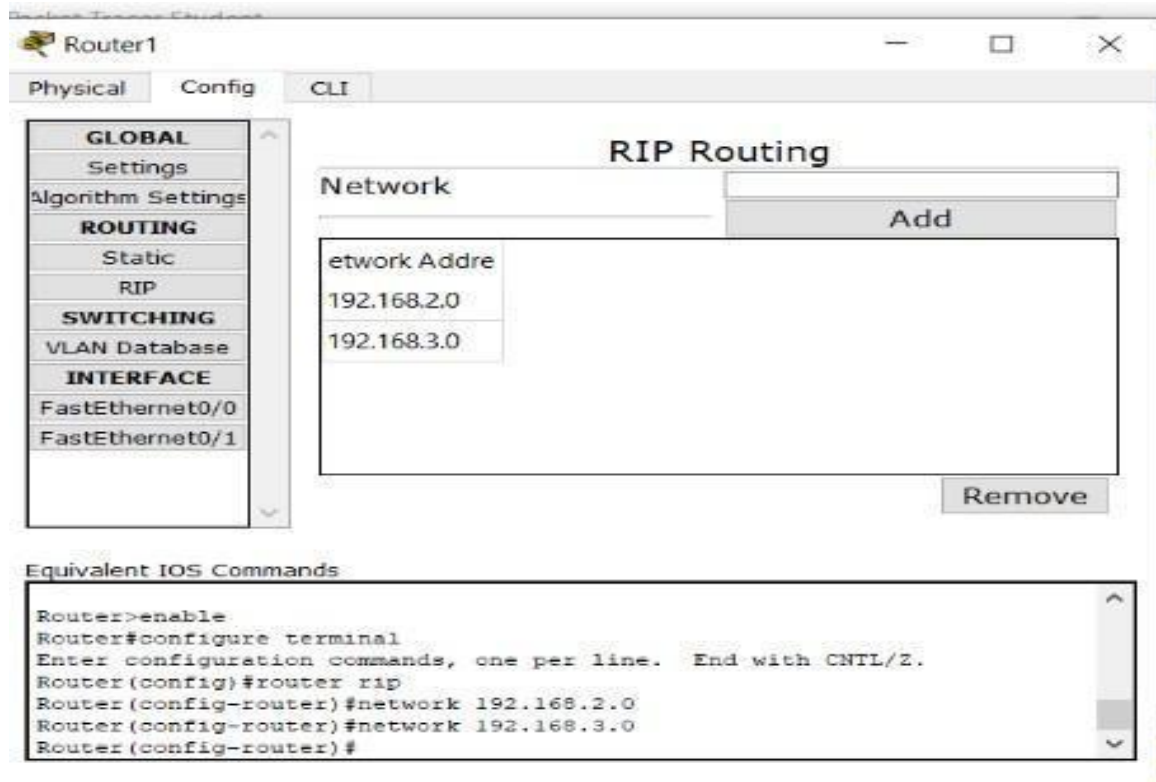 Packet Tracer Student
Router1
Physical Config CLI
GLOBAL
Settings
Algorithm Settings
ROUTING
Static
RIP
SWITCHING
VLAN Database
INTERFACE
FastEthernet0/0
FastEthernet0/1
RIP Routing
Network
Add
etwork Addre
192.168.2.0
192.168.3.0
Remove
Equivalent IOS Commands
Router>enable
Router#configure terminal
Enter configuration commands, one per line.  End with CNTL/Z.
Router(config)#router rip
Router(config-router)#network 192.168.2.0
Router(config-router)#network 192.168.3.0
Router(config-router)#